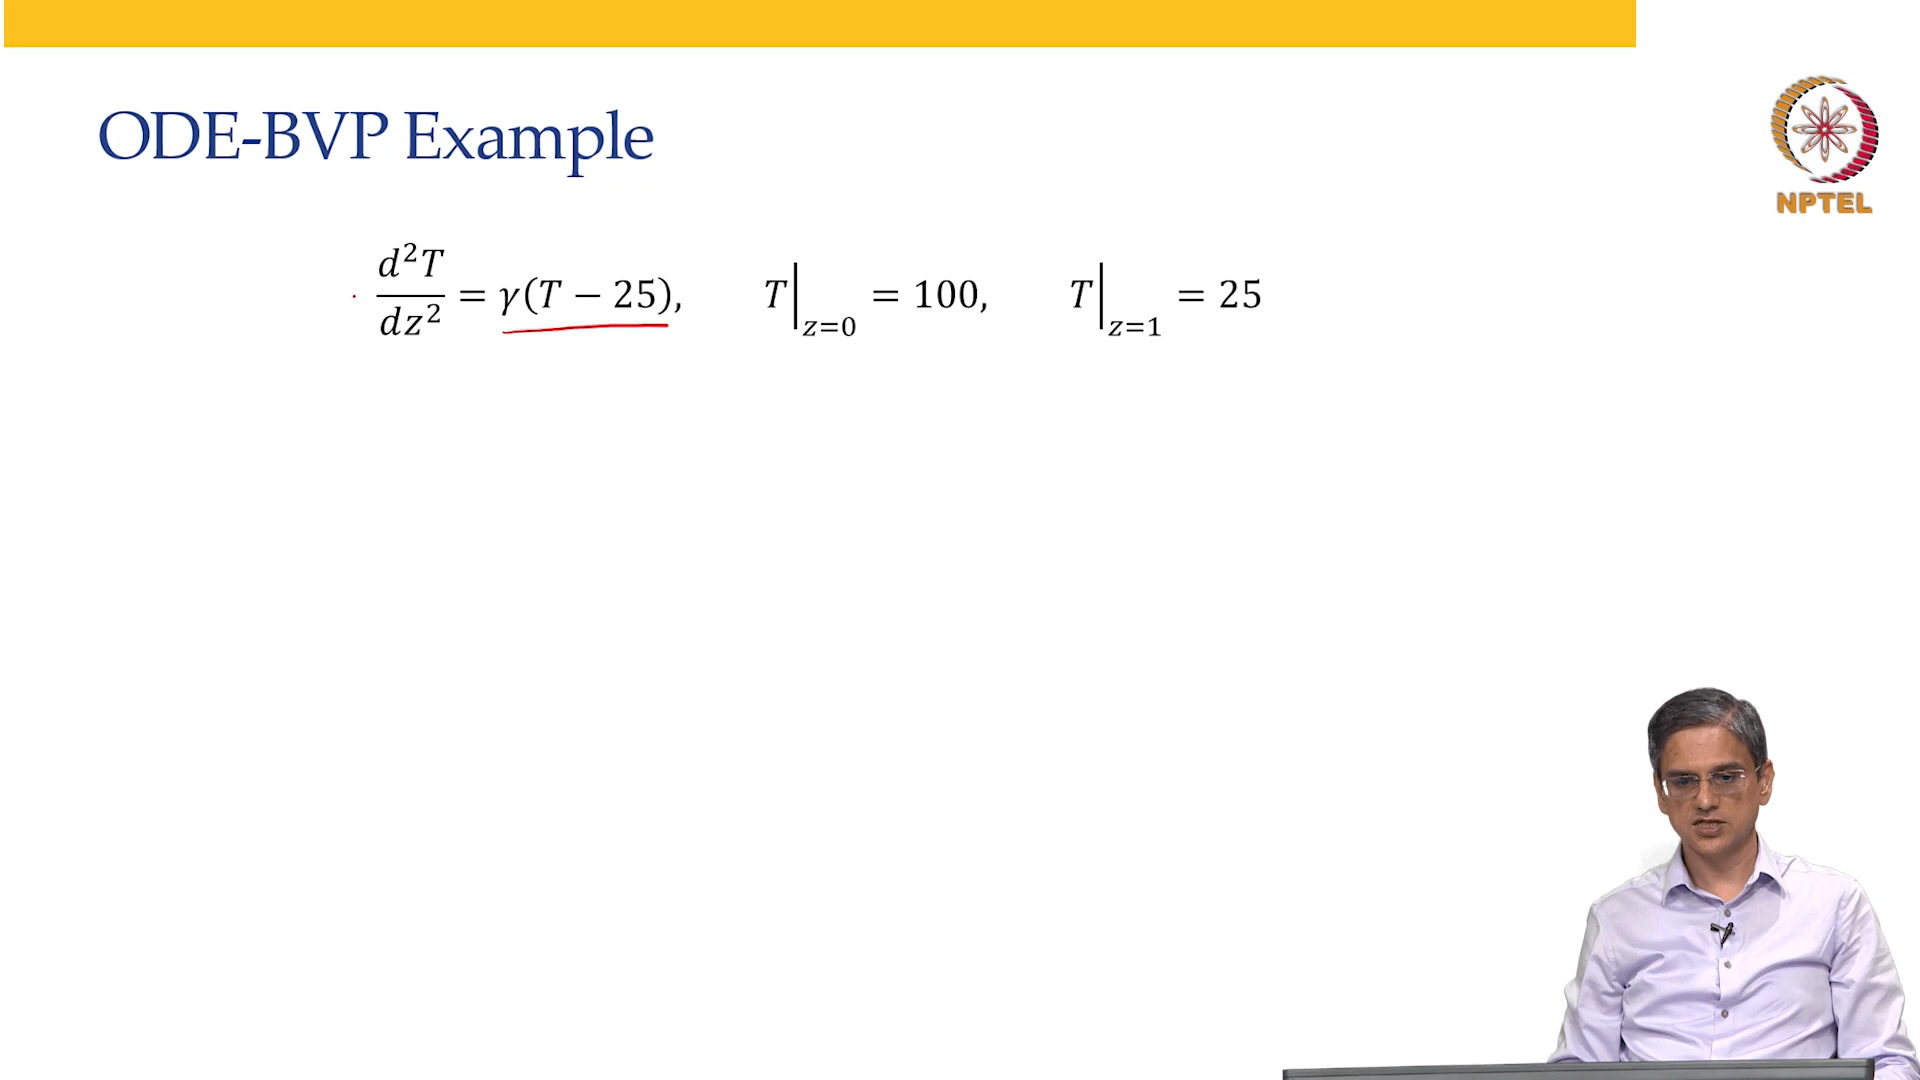 ODE-BVP Example
NPTEL
d²T/dz² = γ(T − 25), T|z=0 = 100, T|z=1 = 25